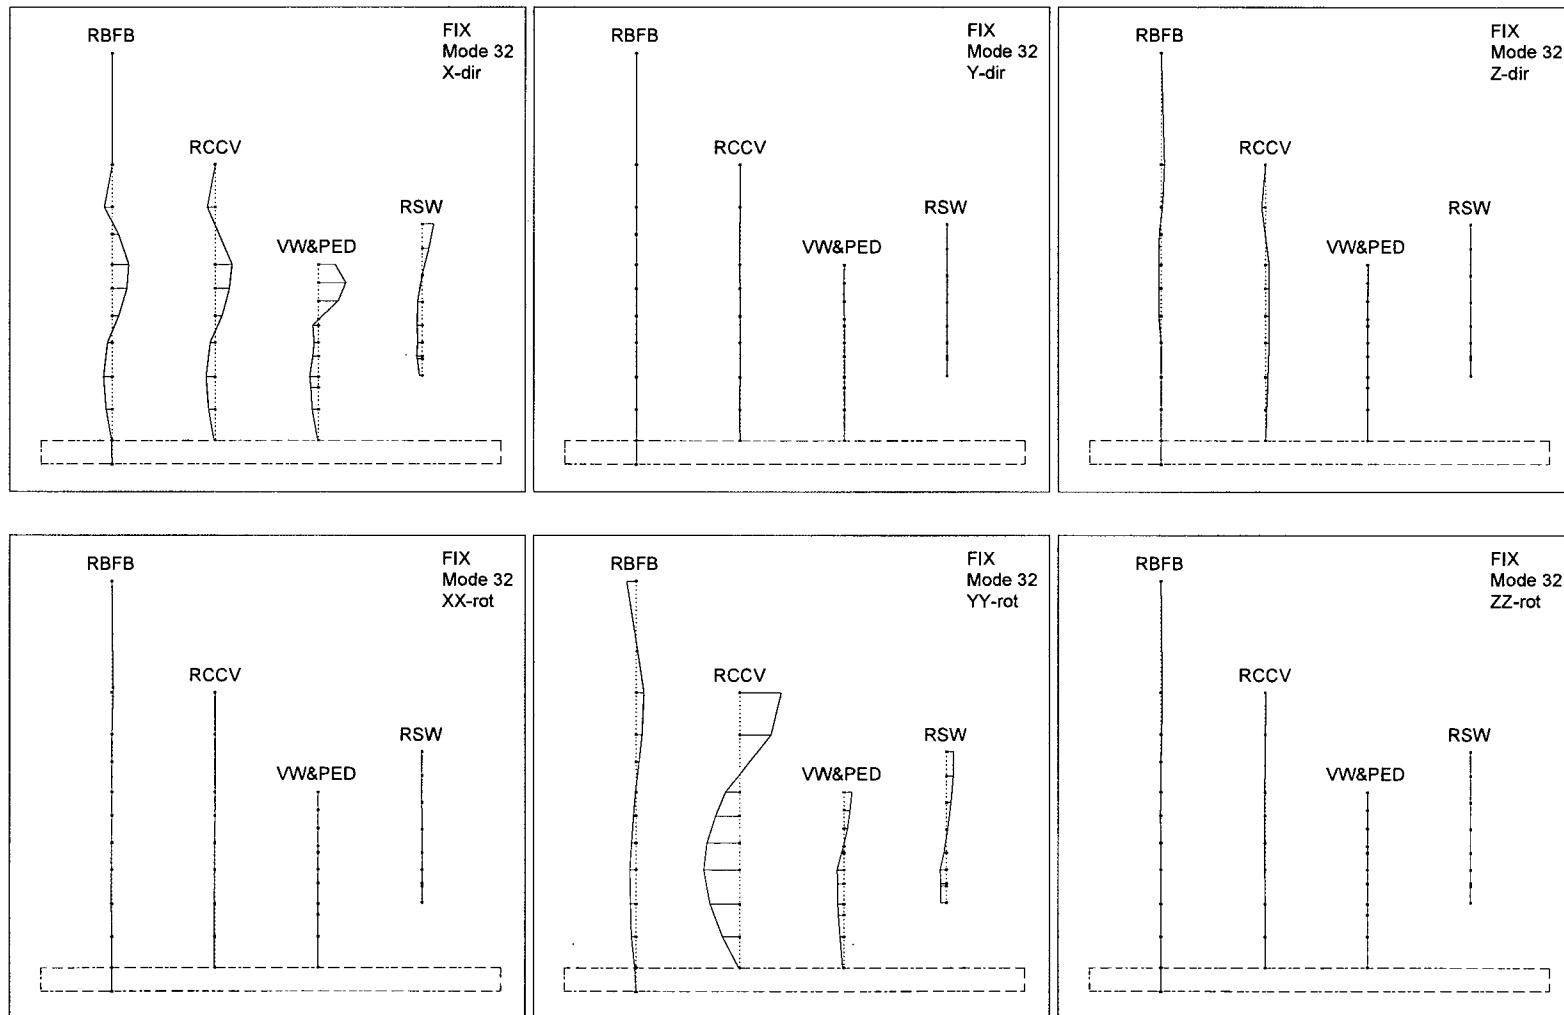 RBFB
RCCV
VW&PED
RSW
FIX
Mode 32
X-dir
RBFB
RCCV
VW&PED
RSW
FIX
Mode 32
Y-dir
RBFB
RCCV
VW&PED
RSW
FIX
Mode 32
Z-dir
RBFB
RCCV
VW&PED
RSW
FIX
Mode 32
XX-rot
RBFB
RCCV
VW&PED
RSW
FIX
Mode 32
YY-rot
RBFB
RCCV
VW&PED
RSW
FIX
Mode 32
ZZ-rot